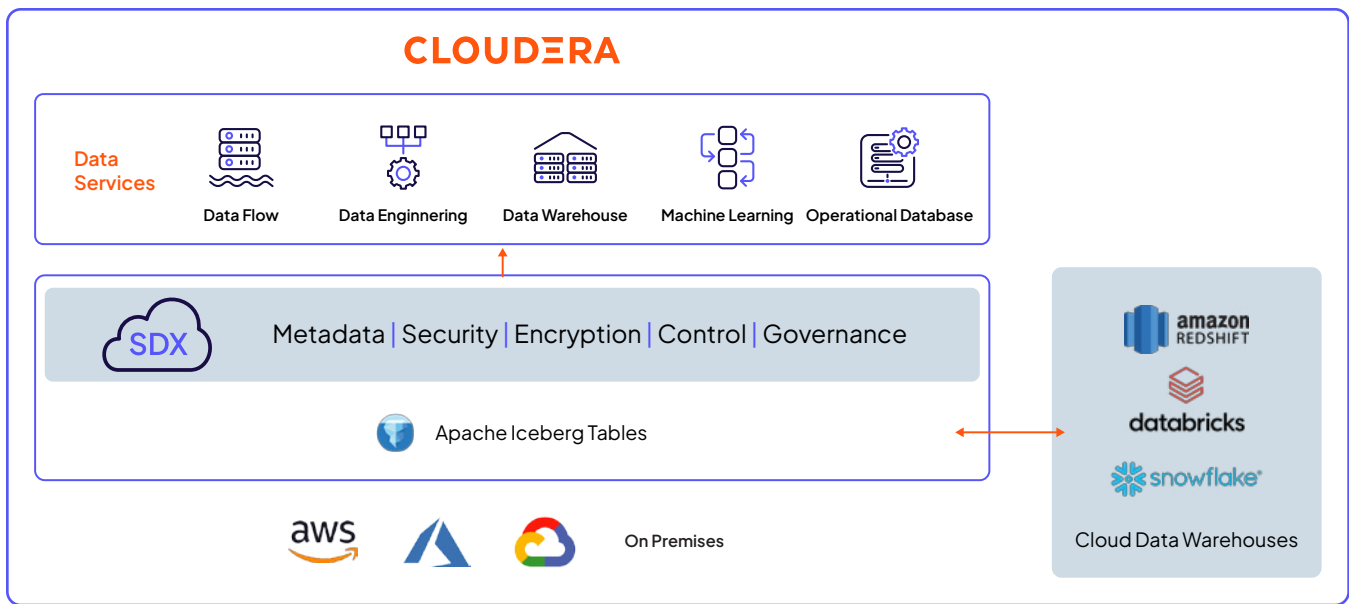 CLOUDERA
Data
Services
Data Flow
Data Enginnering
Data Warehouse
Machine Learning
Operational Database
SDX
Metadata | Security | Encryption | Control | Governance
Apache Iceberg Tables
amazon
REDSHIFT
databricks
snowflake
Cloud Data Warehouses
aws
On Premises